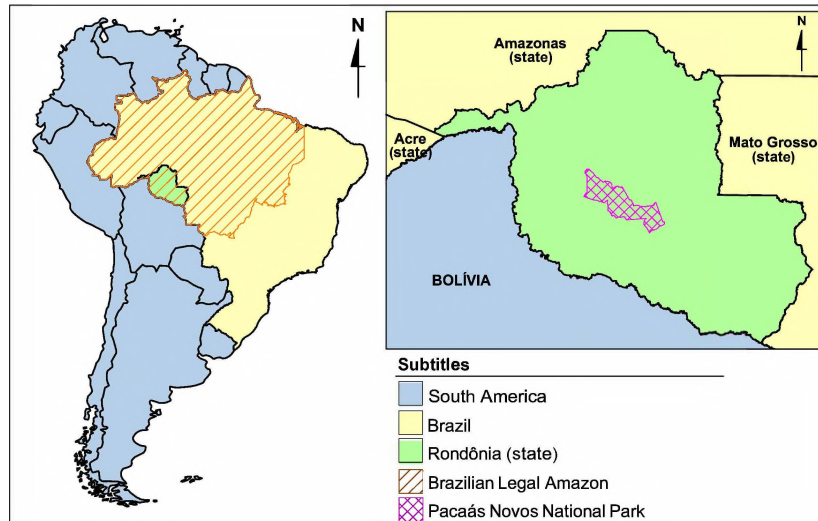 N
N
Amazonas
(state)
Acre
(state)
Mato Grosso
(state)
BOLÍVIA
Subtitles
South America
Brazil
Rondônia (state)
Brazilian Legal Amazon
Pacaás Novos National Park